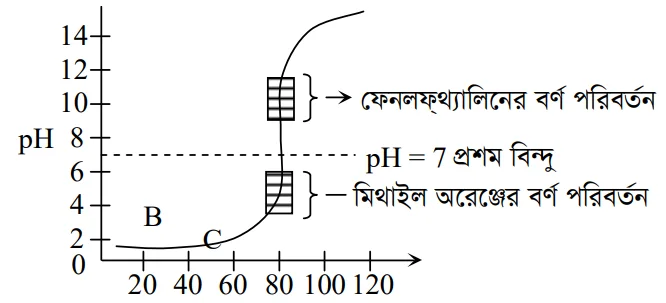 14
12
10
→ ফেনলফ্থ্যালিনের বর্ণ পরিবর্তন
pH 8
pH = 7 প্রশম বিন্দু
6
মিথাইল অরেঞ্জের বর্ণ পরিবর্তন
4
B
2
C
0
20 40 60 80 100 120